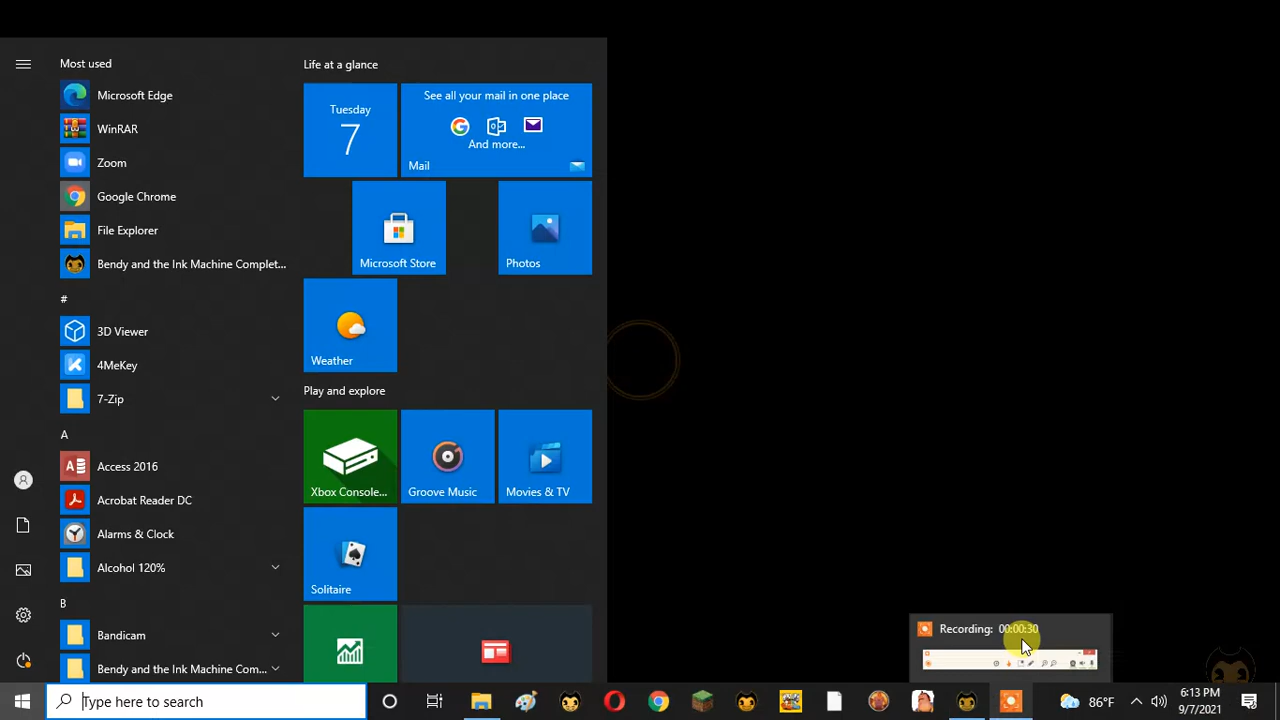 Most used
Microsoft Edge
WinRAR
Zoom
Google Chrome
File Explorer
Bendy and the Ink Machine Complet...
#
3D Viewer
4MeKey
7-Zip
A
Access 2016
Acrobat Reader DC
Alarms & Clock
Alcohol 120%
B
Bandicam
Bendy and the Ink Machine Com...
Life at a glance
Tuesday
7
See all your mail in one place
And more...
Mail
Microsoft Store
Photos
Weather
Play and explore
Xbox Console...
Groove Music
Movies & TV
Solitaire
Recording: 00:00:30
Type here to search
86°F
6:13 PM
9/7/2021